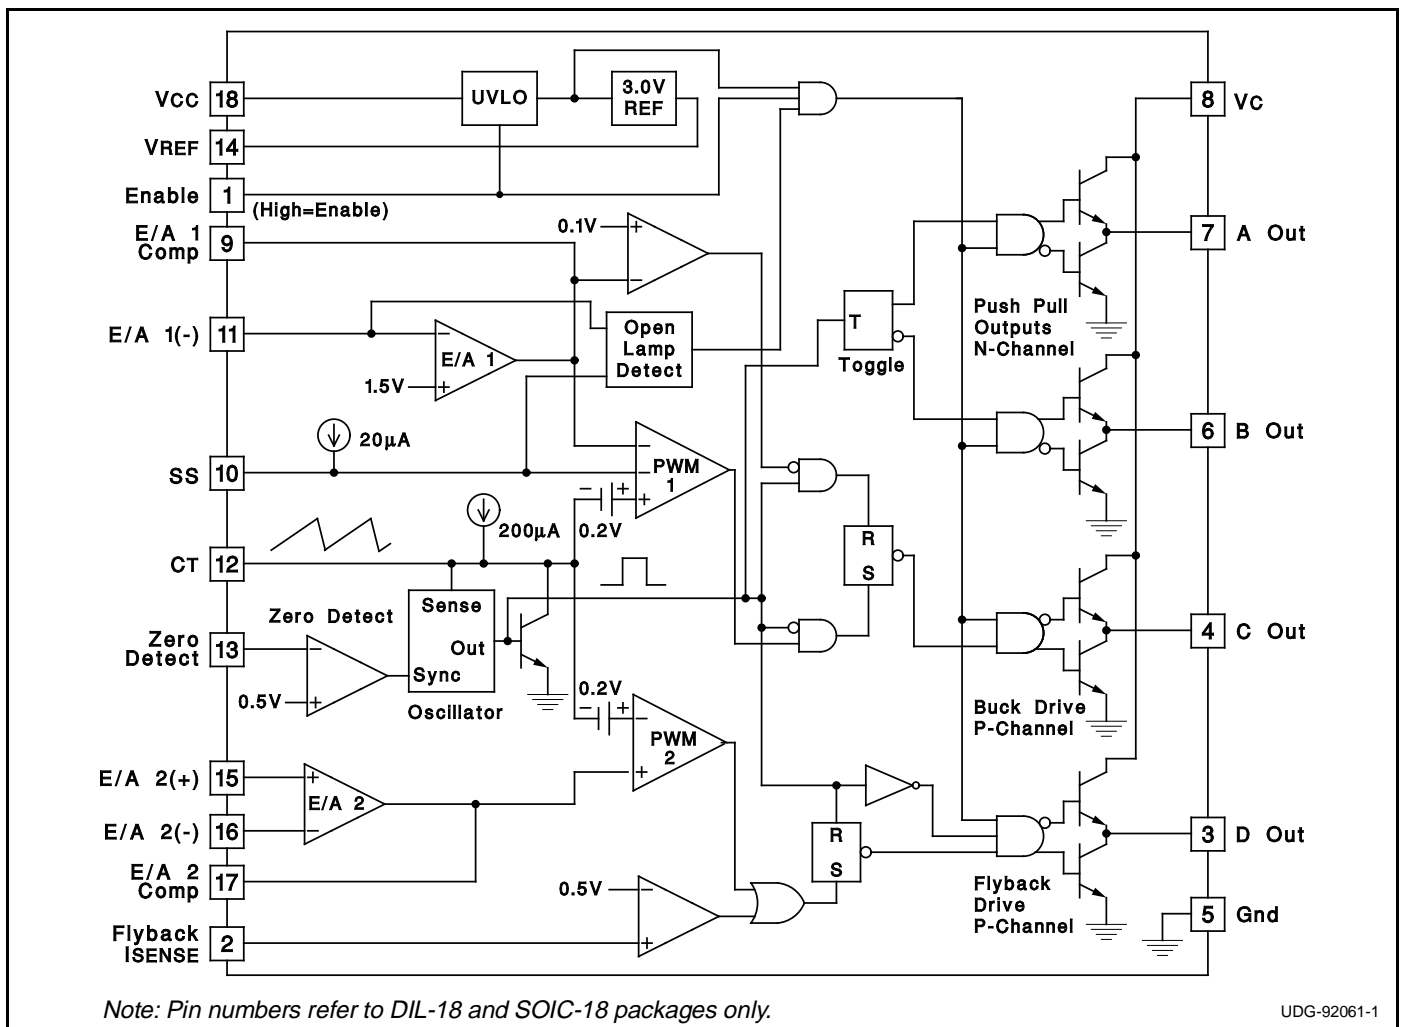 VCC 18 UVLO 3.0V REF 8 VC
VREF 14
Enable 1 (High=Enable)
E/A 1 Comp 9
0.1V + −
7 A Out
E/A 1(-) 11
− E/A 1 +
1.5V
Open Lamp Detect
T
Toggle
Push Pull
Outputs
N-Channel
6 B Out
20µA
SS 10
− − + PWM 1
− + 0.2V
200µA
CT 12
R S
Sense
Out
Sync
Oscillator
Zero Detect
Zero Detect 13
− +
0.5V
4 C Out
Buck Drive
P-Channel
0.2V
− +
− + PWM 2
E/A 2(+) 15
+ E/A 2 −
E/A 2(-) 16
E/A 2 Comp 17
R S
3 D Out
0.5V − +
Flyback
Drive
P-Channel
5 Gnd
Flyback ISENSE 2
Note: Pin numbers refer to DIL-18 and SOIC-18 packages only.
UDG-92061-1